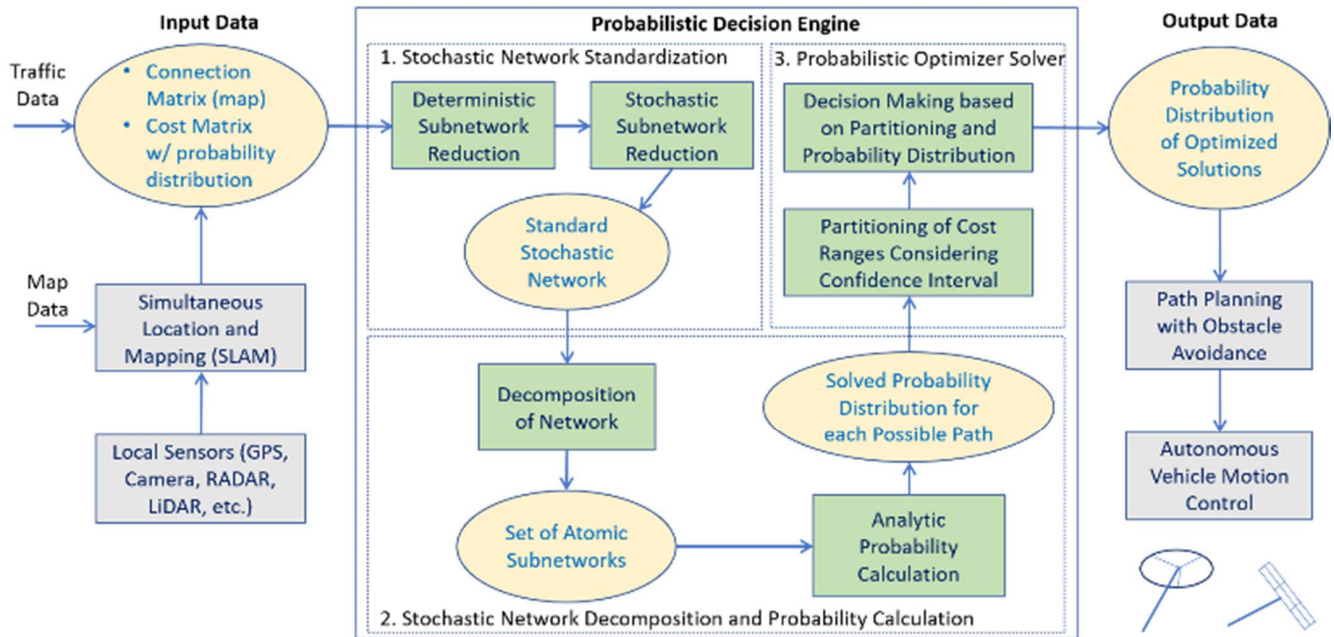 Input Data
Traffic
Data
• Connection
Matrix (map)
• Cost Matrix
w/ probability
distribution
Map
Data
Simultaneous
Location and
Mapping (SLAM)
Local Sensors (GPS,
Camera, RADAR,
LiDAR, etc.)
Probabilistic Decision Engine
1. Stochastic Network Standardization
Deterministic
Subnetwork
Reduction
Stochastic
Subnetwork
Reduction
Standard
Stochastic
Network
Decomposition
of Network
Set of Atomic
Subnetworks
Analytic
Probability
Calculation
Solved Probability
Distribution for
each Possible Path
2. Stochastic Network Decomposition and Probability Calculation
3. Probabilistic Optimizer Solver
Decision Making based
on Partitioning and
Probability Distribution
Partitioning of Cost
Ranges Considering
Confidence Interval
Output Data
Probability
Distribution
of Optimized
Solutions
Path Planning
with Obstacle
Avoidance
Autonomous
Vehicle Motion
Control